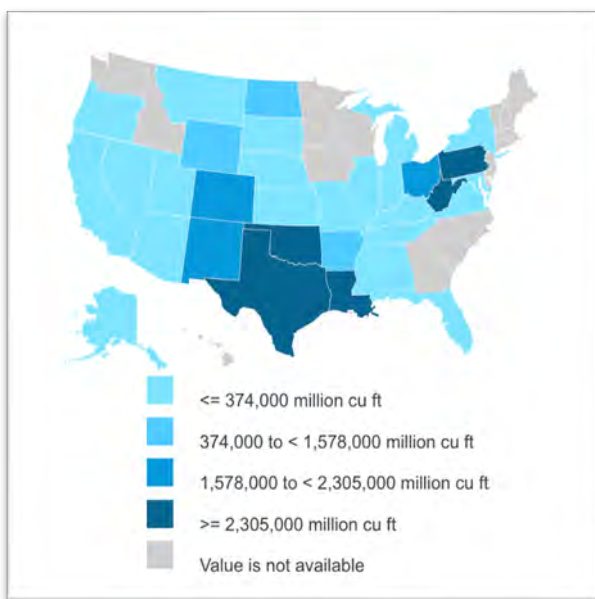 <= 374,000 million cu ft
374,000 to < 1,578,000 million cu ft
1,578,000 to < 2,305,000 million cu ft
>= 2,305,000 million cu ft
Value is not available